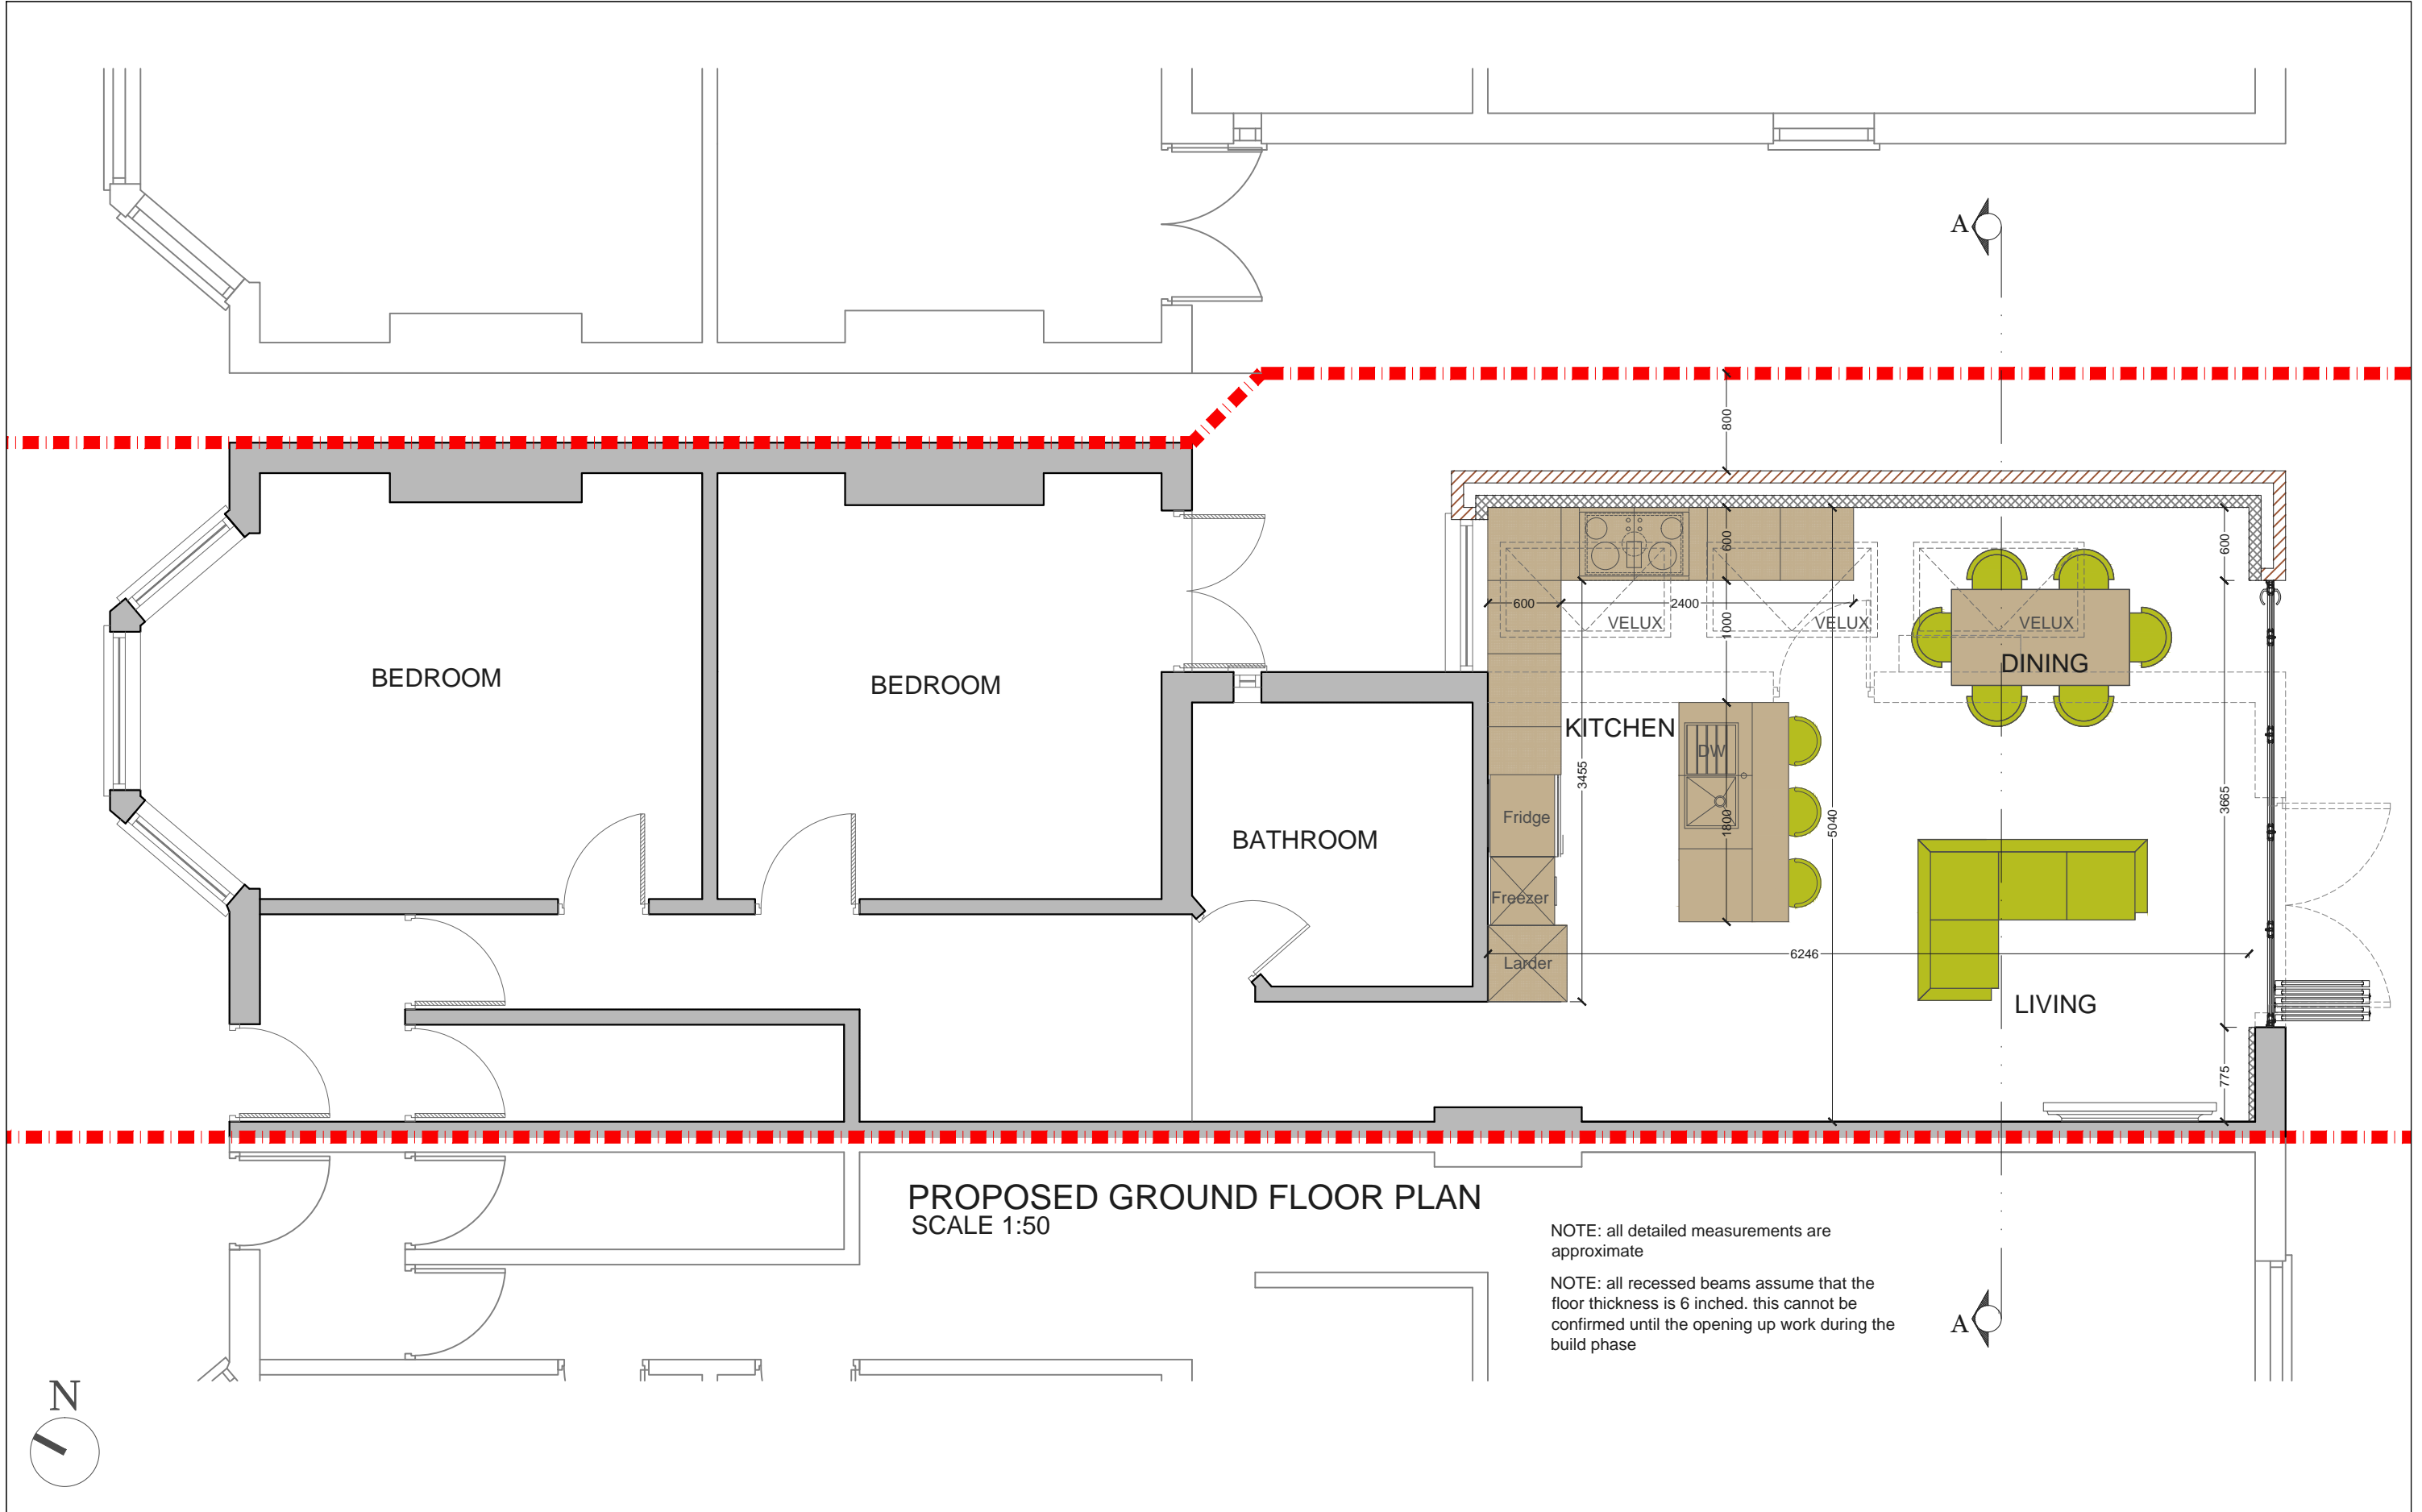 A
800
600
600
600
2400
1000
VELUX
VELUX
VELUX
DINING
BEDROOM
BEDROOM
KITCHEN
DW
3455
Fridge
1800
5040
3665
BATHROOM
Freezer
6246
Larder
LIVING
775
PROPOSED GROUND FLOOR PLAN
SCALE 1:50
NOTE: all detailed measurements are
approximate
NOTE: all recessed beams assume that the
floor thickness is 6 inched. this cannot be
confirmed until the opening up work during the
build phase
A
N